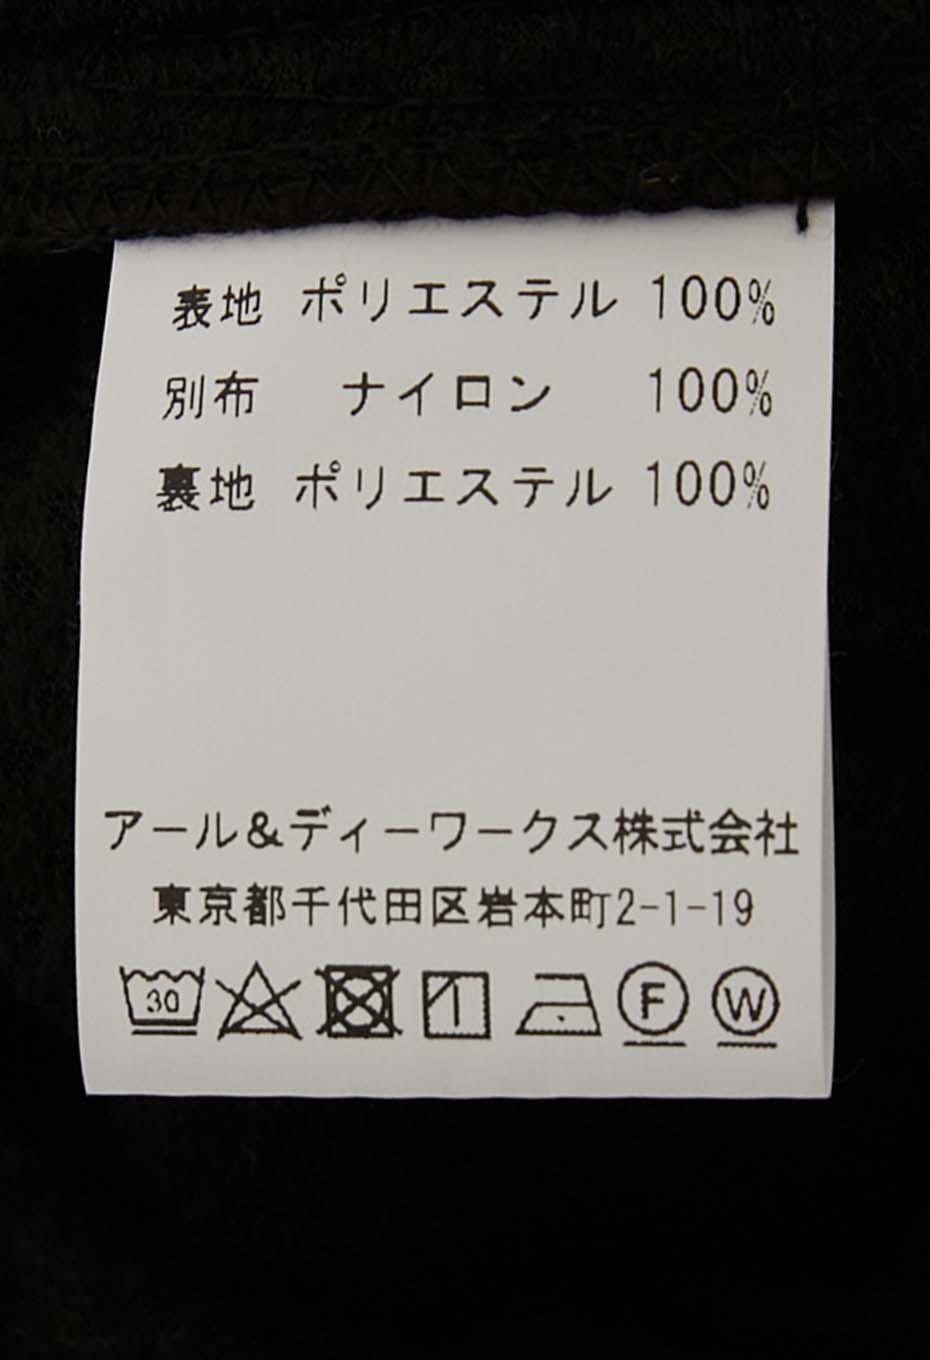 表地 ポリエステル 100%
別布 ナイロン 100%
裏地 ポリエステル 100%
アール&ディーワークス株式会社
東京都千代田区岩本町2-1-19
30 F W